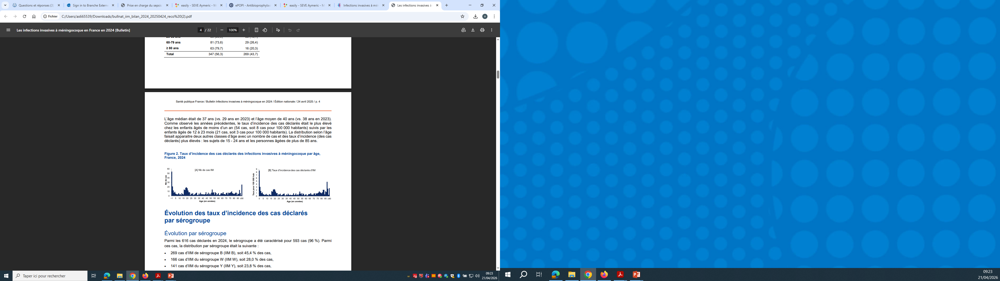 Questions et réponses (3)
Sign in to Branche Externe
Prise en charge du sepsis
easily - SEVE Aymeric - M
ePOPI - Antibioprophylax
easily - SEVE Aymeric - M
Infections invasives à mén
Les infections invasives à
Fichier C:/Users/as665539/Downloads/bullnat_iim_bilan_2024_20250424_reco%20(2).pdf
a
Les infections invasives à méningocoque en France en 2024 [Bulletin]
4 / 22
100%
60-79 ans 81 (73,6) 29 (26,4)
≥ 80 ans 63 (79,7) 16 (20,3)
Total 347 (56,3) 269 (43,7)
Santé publique France / Bulletin Infections invasives à méningocoque en 2024 / Édition nationale / 24 avril 2025 / p. 4
L'âge médian était de 37 ans (vs. 29 ans en 2023) et l'âge moyen de 40 ans (vs. 38 ans en 2023).
Comme observé les années précédentes, le taux d'incidence des cas déclarés était le plus élevé
chez les enfants âgés de moins d'un an (54 cas, soit 8 cas pour 100 000 habitants) suivis par les
enfants âgés de 12 à 23 mois (21 cas, soit 3 cas pour 100 000 habitants). La distribution selon l'âge
faisait apparaitre deux autres classes d'âge avec un nombre de cas et des taux d'incidence (des cas
déclarés) plus élevés : les sujets de 15 - 24 ans et les personnes âgées de plus de 85 ans.
Figure 2. Taux d'incidence des cas déclarés des infections invasives à méningocoque par âge,
France, 2024
[A] Nb de cas IIM
Nb de cas
60
50
40
30
20
10
0
<1 5 10 15 20 25 30 35 40 45 50 55 60 65 70 75 80 85 ≥90
Age (en années)
[B] Taux d'incidence des cas déclarés d'IIM
Taux pour 100 000 hab
9
8
7
6
5
4
3
2
1
0
0 5 10 15 20 25 30 35 40 45 50 55 60 65 70 75 80 85 ≥90
Age (en années)
Évolution des taux d'incidence des cas déclarés
par sérogroupe
Évolution par sérogroupe
Parmi les 616 cas déclarés en 2024, le sérogroupe a été caractérisé pour 593 cas (96 %). Parmi
ces cas, la distribution par sérogroupe était la suivante :
• 269 cas d'IIM de sérogroupe B (IIM B), soit 45,4 % des cas,
• 166 cas d'IIM du sérogroupe W (IIM W), soit 28,0 % des cas,
• 141 cas d'IIM du sérogroupe Y (IIM Y), soit 23,8 % des cas,
Taper ici pour rechercher
09:23
21/04/2026
09:23
21/04/2026